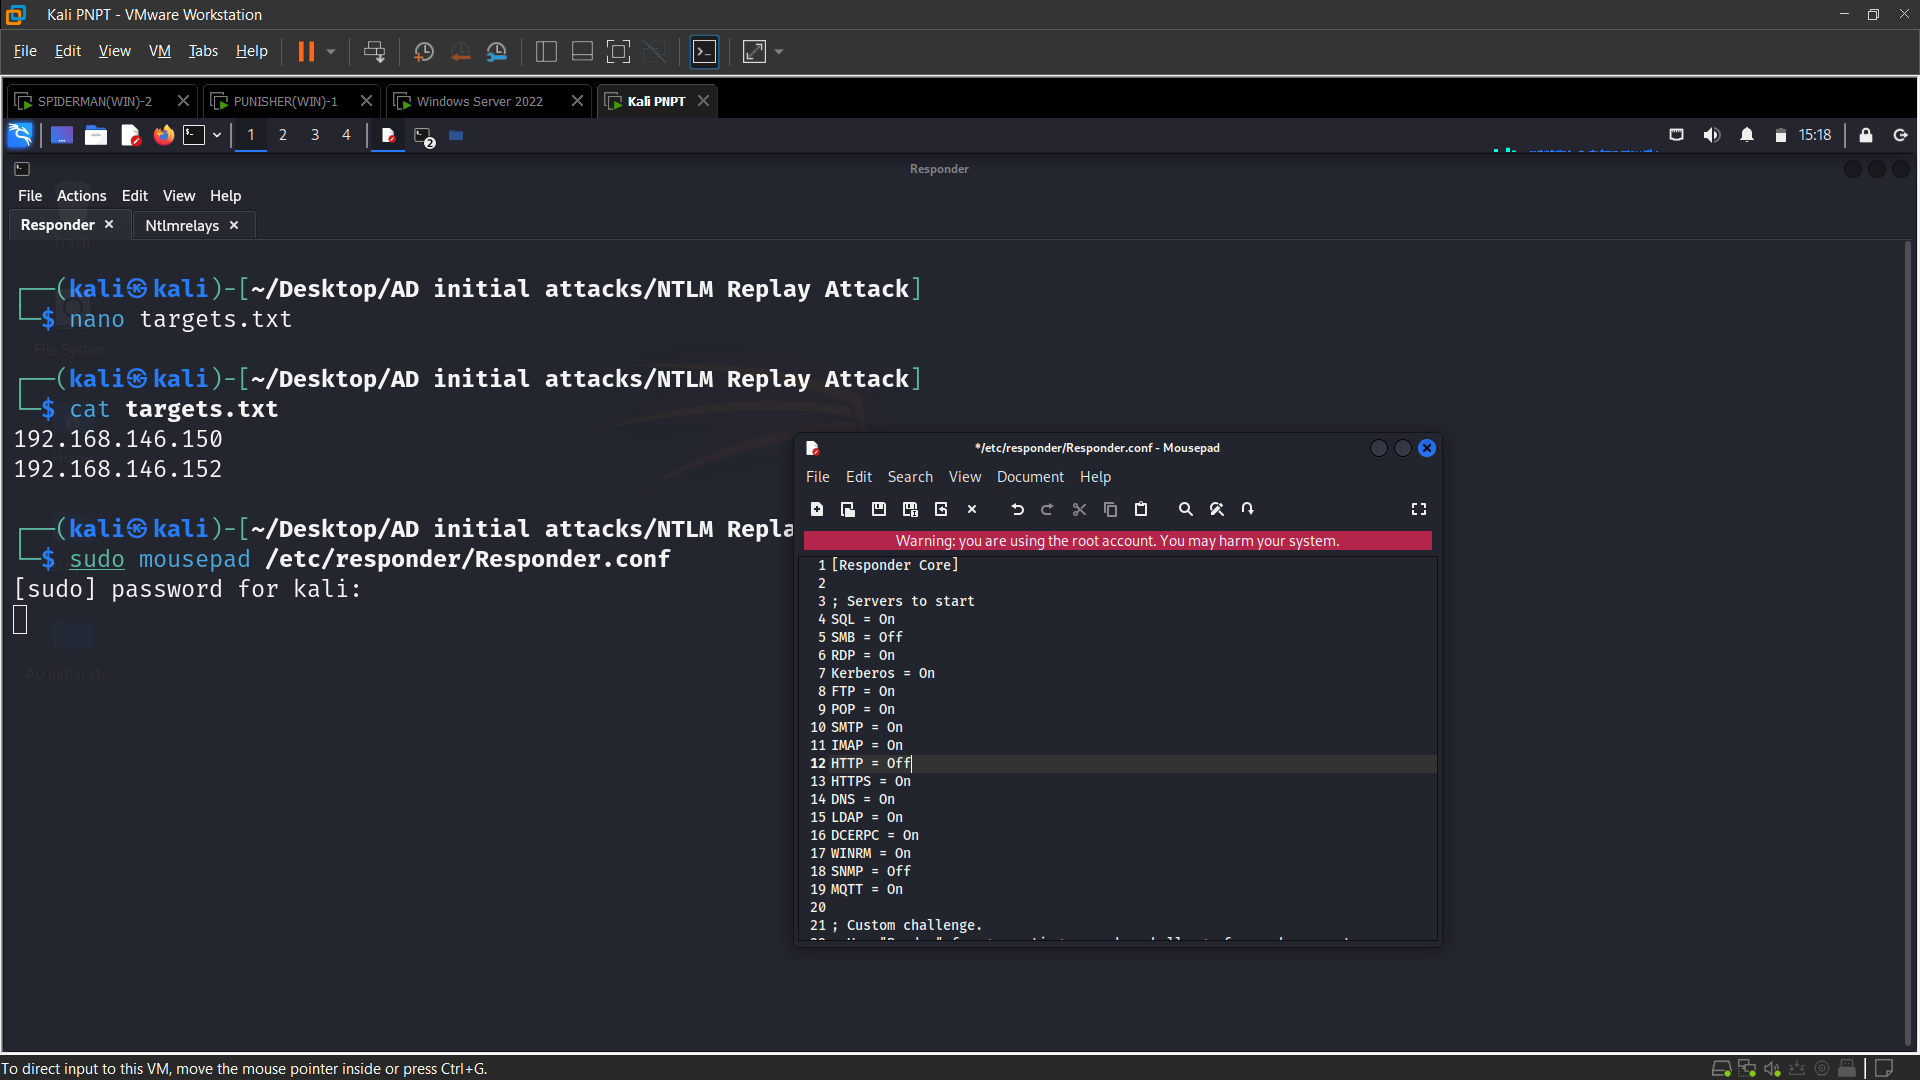 Kali PNPT - VMware Workstation
File Edit View VM Tabs Help
SPIDERMAN(WIN)-2 PUNISHER(WIN)-1 Windows Server 2022 Kali PNPT
1 2 3 4 2 15:18
Responder
File Actions Edit View Help
Responder Ntlmrelays
Trash
┌──(kali㉿kali)-[~/Desktop/AD initial attacks/NTLM Replay Attack]
└─$ nano targets.txt
File System
┌──(kali㉿kali)-[~/Desktop/AD initial attacks/NTLM Replay Attack]
└─$ cat targets.txt
192.168.146.150
Home
192.168.146.152
┌──(kali㉿kali)-[~/Desktop/AD initial attacks/NTLM Repla
└─$ sudo mousepad /etc/responder/Responder.conf
[sudo] password for kali:
AD initial at...
*/etc/responder/Responder.conf - Mousepad
File Edit Search View Document Help
Warning: you are using the root account. You may harm your system.
1 [Responder Core]
2
3 ; Servers to start
4 SQL = On
5 SMB = Off
6 RDP = On
7 Kerberos = On
8 FTP = On
9 POP = On
10 SMTP = On
11 IMAP = On
12 HTTP = Off
13 HTTPS = On
14 DNS = On
15 LDAP = On
16 DCERPC = On
17 WINRM = On
18 SNMP = Off
19 MQTT = On
20
21 ; Custom challenge.
To direct input to this VM, move the mouse pointer inside or press Ctrl+G.